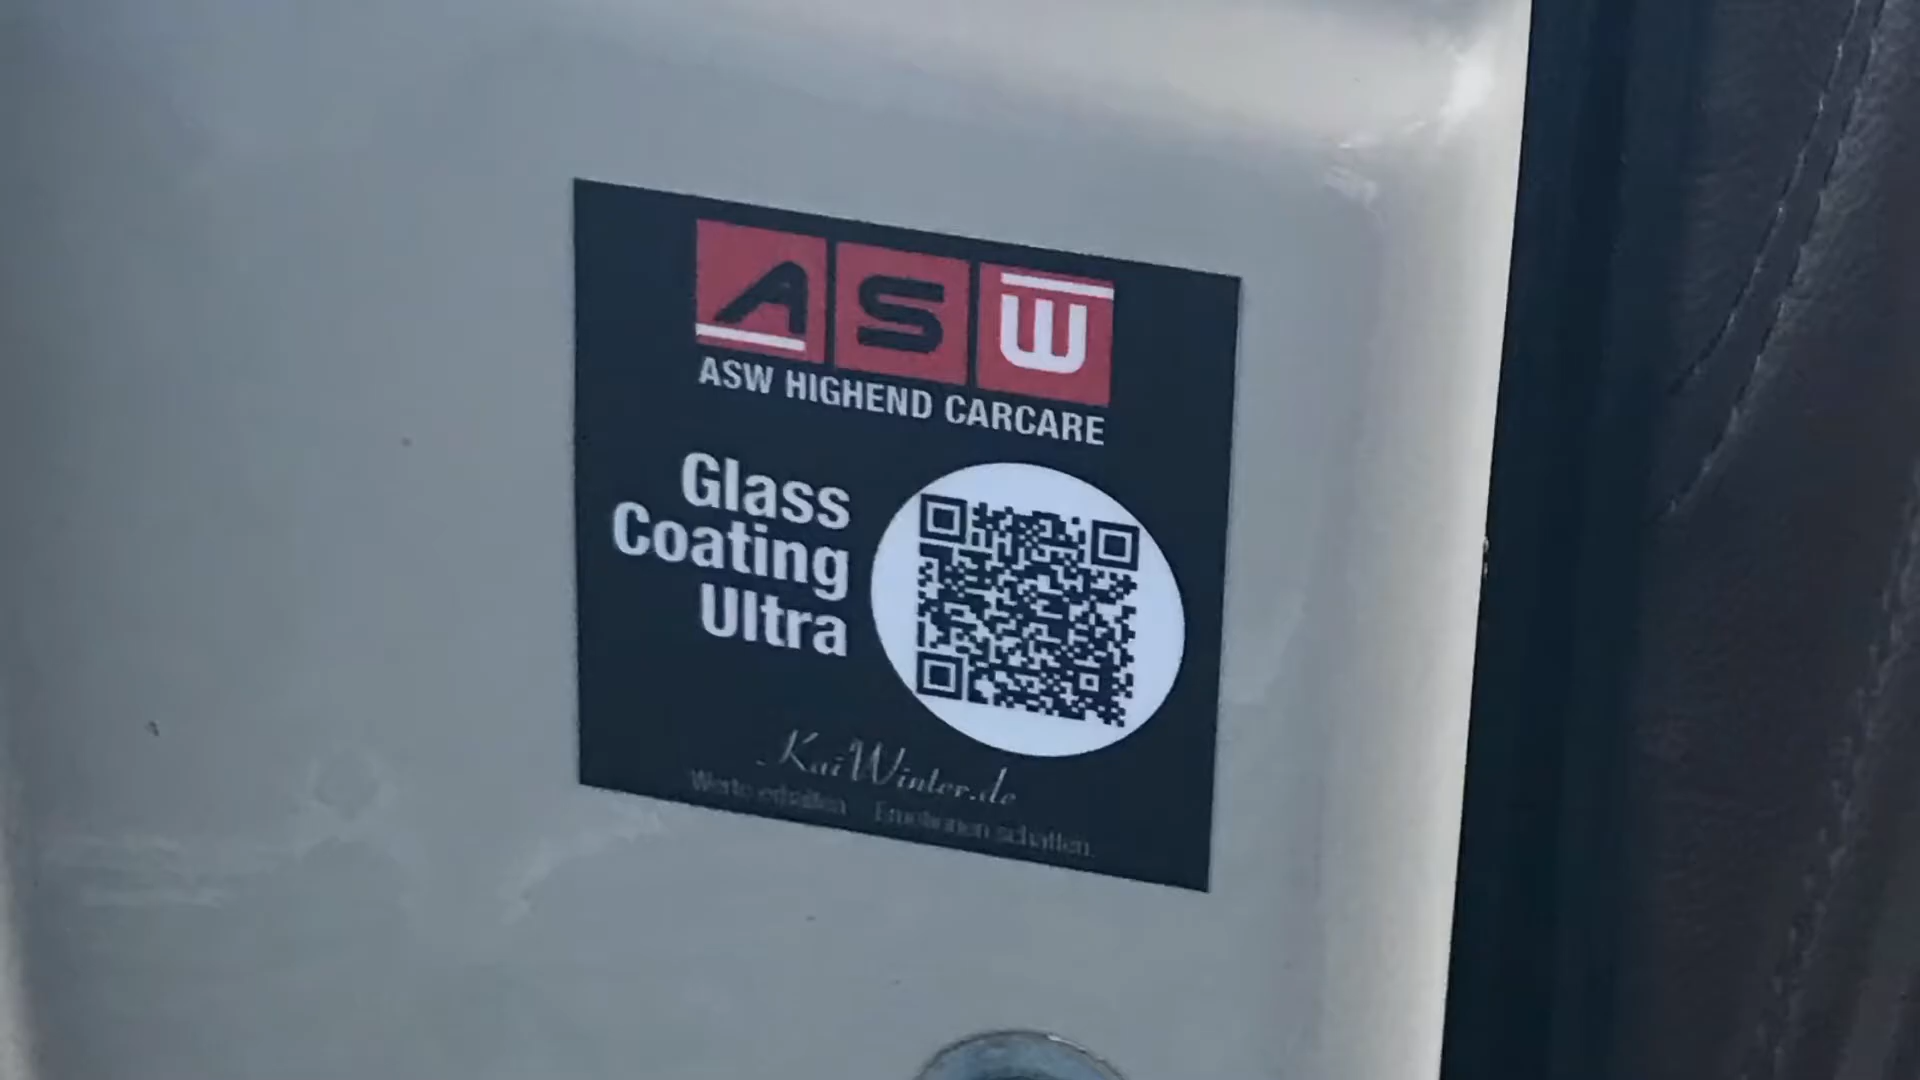 ASW
ASW HIGHEND CARCARE
Glass
Coating
Ultra
KaiWinter.de
Werte erhalten. Emotionen schaffen.